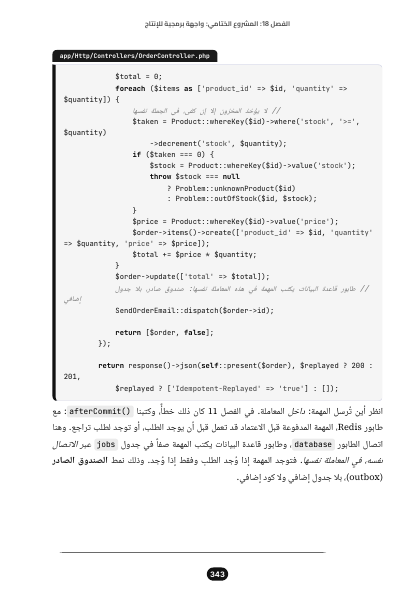 الفصل 18: المشروع الختامي: واجهة برمجية للإنتاج
app/Http/Controllers/OrderController.php
$total = 0;
foreach ($items as ['product_id' => $id, 'quantity' =>
$quantity]) {
// لا يؤخذ المخزون إلا إن كفى، في الجملة نفسها
$taken = Product::whereKey($id)->where('stock', '>=',
$quantity)
->decrement('stock', $quantity);
if ($taken === 0) {
$stock = Product::whereKey($id)->value('stock');
throw $stock === null
? Problem::unknownProduct($id)
: Problem::outOfStock($id, $stock);
}
$price = Product::whereKey($id)->value('price');
$order->items()->create(['product_id' => $id, 'quantity'
=> $quantity, 'price' => $price]);
$total += $price * $quantity;
}
$order->update(['total' => $total]);
// طابور قاعدة البيانات يكتب المهمة في هذه المعاملة نفسها: صندوق صادر بلا جدول
إضافي
SendOrderEmail::dispatch($order->id);
return [$order, false];
});
return response()->json(self::present($order), $replayed ? 200 :
201,
$replayed ? ['Idempotent-Replayed' => 'true'] : []);
انظر أين تُرسل المهمة: داخل المعاملة. في الفصل 11 كان ذلك خطأً، وكتبنا afterCommit()؛ مع
طابور Redis، المهمة المدفوعة قبل الاعتماد قد تعمل قبل أن يوجد الطلب، أو توجد لطلب تراجع. وهنا
اتصال الطابور database، وطابور قاعدة البيانات يكتب المهمة صفاً في جدول jobs عبر الاتصال
نفسه، في المعاملة نفسها. فتوجد المهمة إذا وُجد الطلب وفقط إذا وُجد. وذلك نمط الصندوق الصادر
(outbox)، بلا جدول إضافي ولا كود إضافي.
343